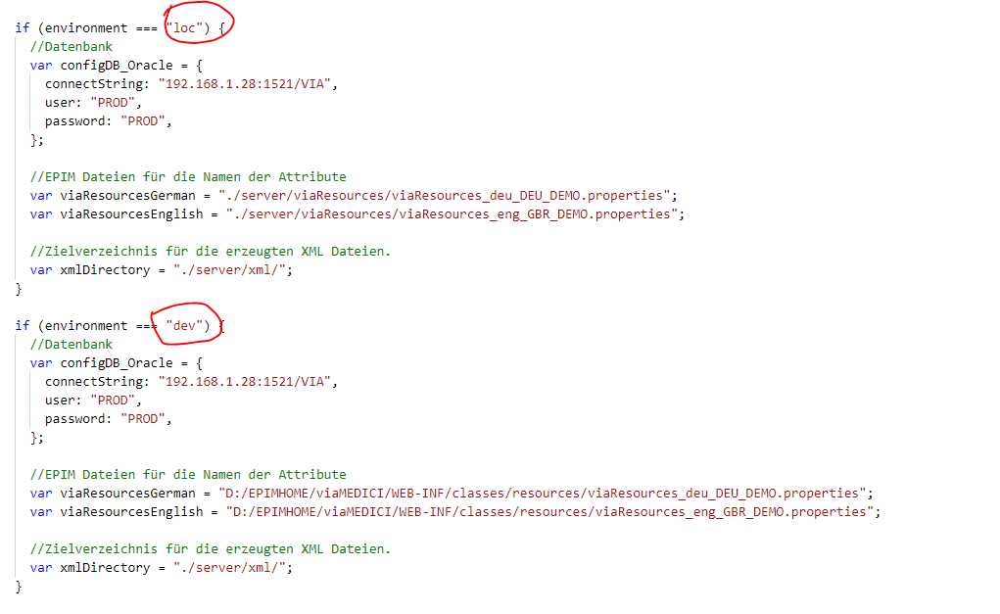 if (environment === "loc") {
//Datenbank
var configDB_Oracle = {
connectString: "192.168.1.28:1521/VIA",
user: "PROD",
password: "PROD",
};
//EPIM Dateien für die Namen der Attribute
var viaResourcesGerman = "./server/viaResources/viaResources_deu_DEU_DEMO.properties";
var viaResourcesEnglish = "./server/viaResources/viaResources_eng_GBR_DEMO.properties";
//Zielverzeichnis für die erzeugten XML Dateien.
var xmlDirectory = "./server/xml/";
}
if (environment === "dev") {
//Datenbank
var configDB_Oracle = {
connectString: "192.168.1.28:1521/VIA",
user: "PROD",
password: "PROD",
};
//EPIM Dateien für die Namen der Attribute
var viaResourcesGerman = "D:/EPIMHOME/viaMEDICI/WEB-INF/classes/resources/viaResources_deu_DEU_DEMO.properties";
var viaResourcesEnglish = "D:/EPIMHOME/viaMEDICI/WEB-INF/classes/resources/viaResources_eng_GBR_DEMO.properties";
//Zielverzeichnis für die erzeugten XML Dateien.
var xmlDirectory = "./server/xml/";
}